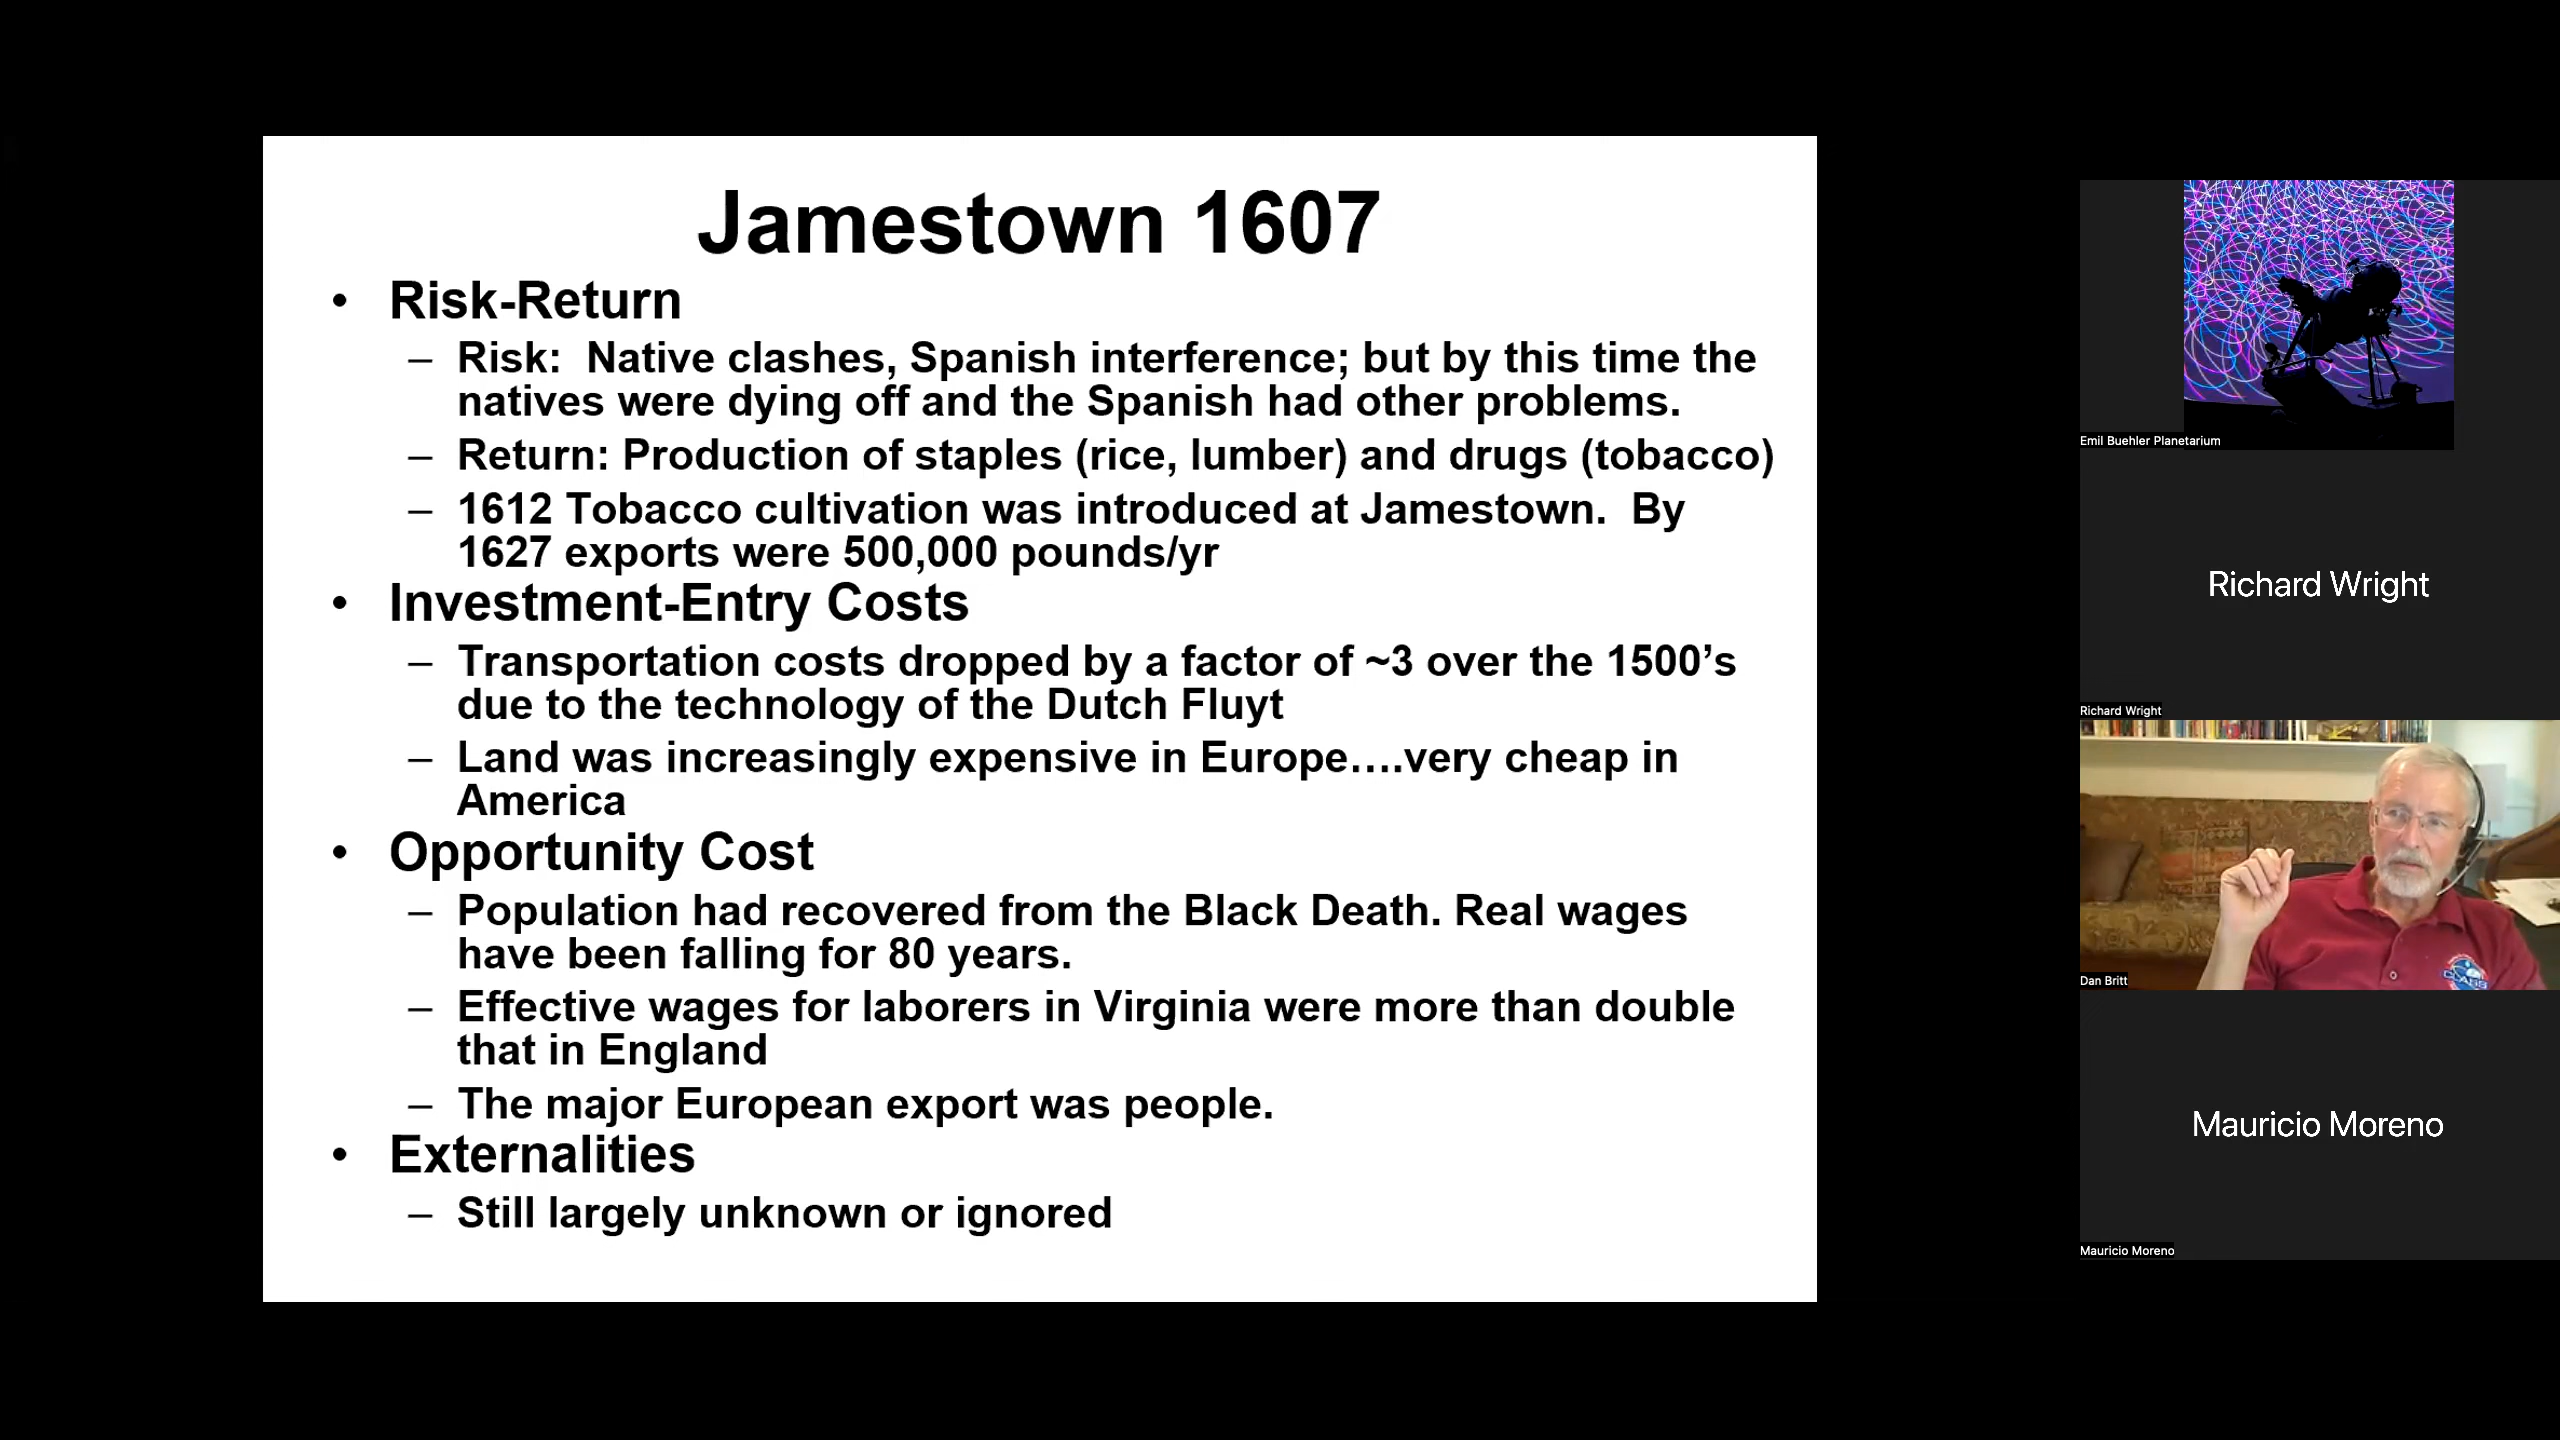 Jamestown 1607
• Risk-Return
– Risk:  Native clashes, Spanish interference; but by this time the
natives were dying off and the Spanish had other problems.
– Return: Production of staples (rice, lumber) and drugs (tobacco)
– 1612 Tobacco cultivation was introduced at Jamestown.  By
1627 exports were 500,000 pounds/yr
• Investment-Entry Costs
– Transportation costs dropped by a factor of ~3 over the 1500’s
due to the technology of the Dutch Fluyt
– Land was increasingly expensive in Europe….very cheap in
America
• Opportunity Cost
– Population had recovered from the Black Death. Real wages
have been falling for 80 years.
– Effective wages for laborers in Virginia were more than double
that in England
– The major European export was people.
• Externalities
– Still largely unknown or ignored
Emil Buehler Planetarium
Richard Wright
Richard Wright
Dan Britt
Mauricio Moreno
Mauricio Moreno